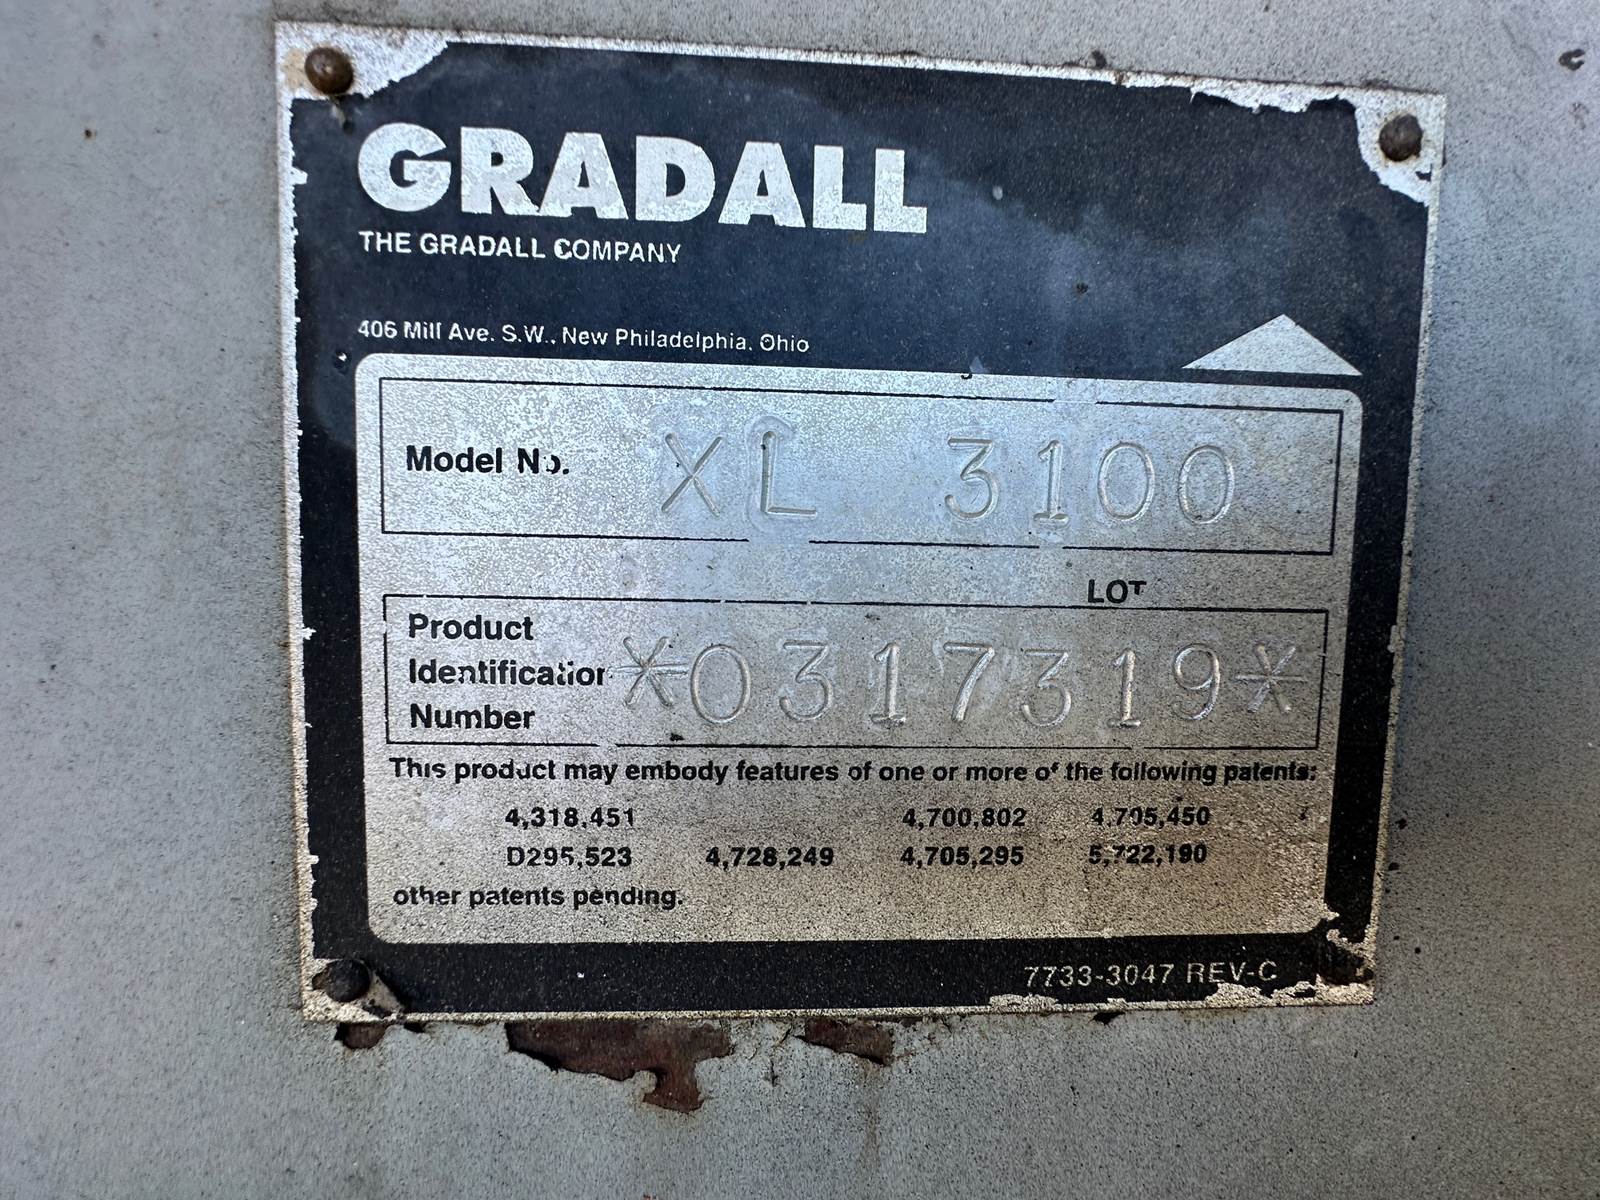 GRADALL
THE GRADALL COMPANY
406 Mill Ave. S.W., New Philadelphia, Ohio
Model No. XL 3100
LOT
Product
Identification
Number
*0317319*
This product may embody features of one or more of the following patents:
4,318,451 4,700,802 4,705,450
D295,523 4,728,249 4,705,295 5,722,190
other patents pending.
7733-3047 REV-C